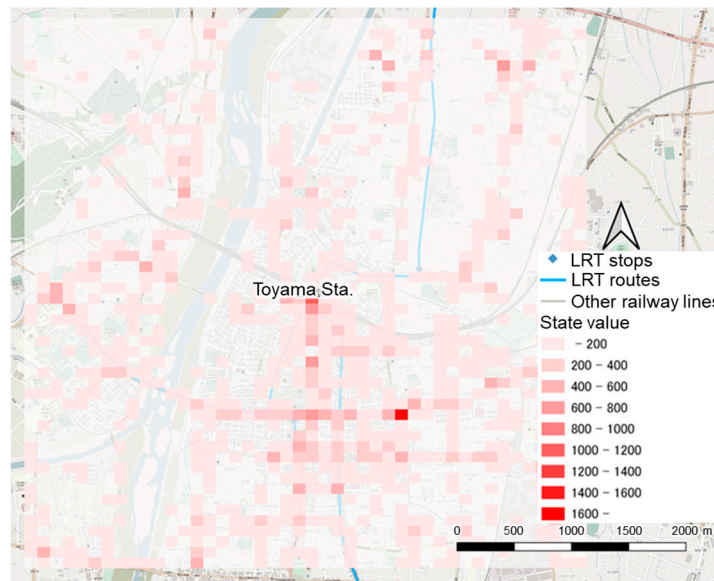 Toyama Sta.
LRT stops
LRT routes
Other railway lines
State value
- 200
200 - 400
400 - 600
600 - 800
800 - 1000
1000 - 1200
1200 - 1400
1400 - 1600
1600 -
0 500 1000 1500 2000 m